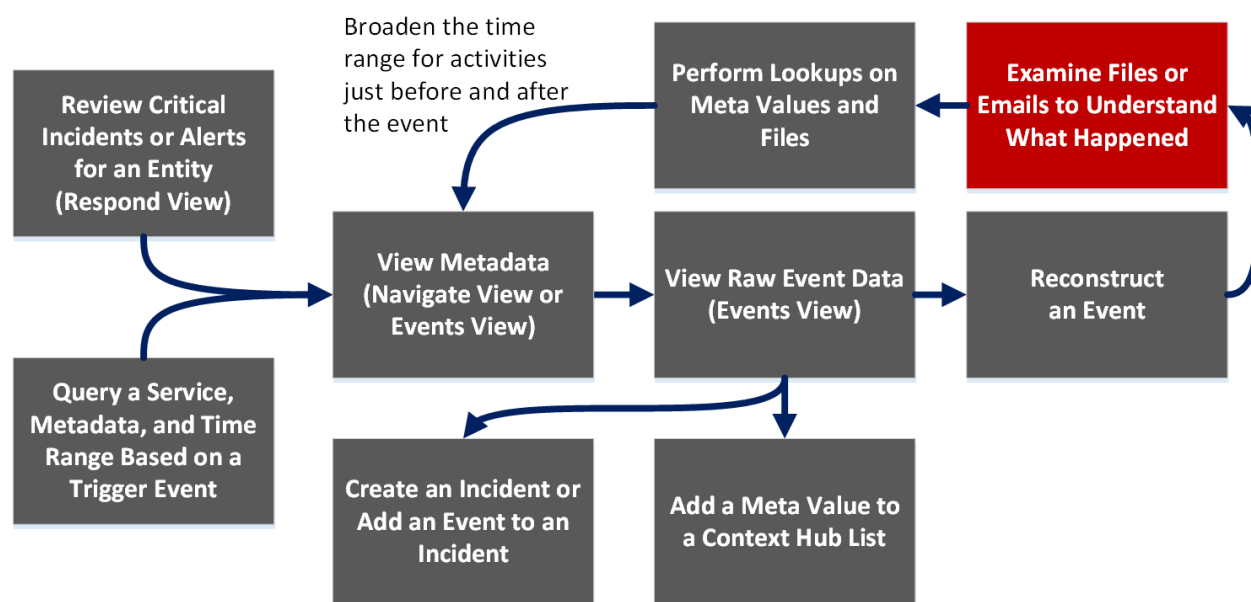 Broaden the time
range for activities
just before and after
the event
Perform Lookups on
Meta Values and
Files
Examine Files or
Emails to Understand
What Happened
Review Critical
Incidents or Alerts
for an Entity
(Respond View)
View Metadata
(Navigate View or
Events View)
View Raw Event Data
(Events View)
Reconstruct
an Event
Query a Service,
Metadata, and Time
Range Based on a
Trigger Event
Create an Incident or
Add an Event to an
Incident
Add a Meta Value to
a Context Hub List